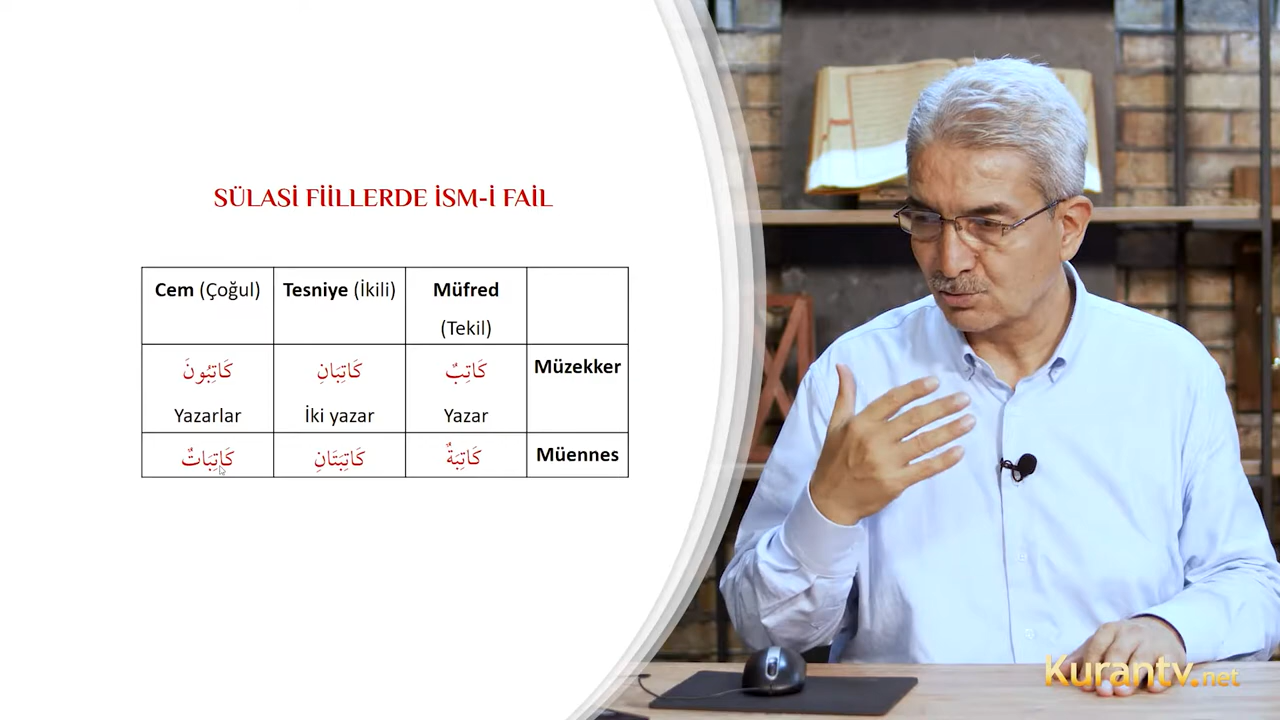 SÜLASİ FİİLLERDE İSM-İ FAİL
Cem (Çoğul) Tesniye (İkili) Müfred
(Tekil)
كَاتِبُونَ كَاتِبَانِ كَاتِبٌ Müzekker
Yazarlar İki yazar Yazar
كَاتِبَاتٌ كَاتِبَتَانِ كَاتِبَةٌ Müennes
Kurantv.net